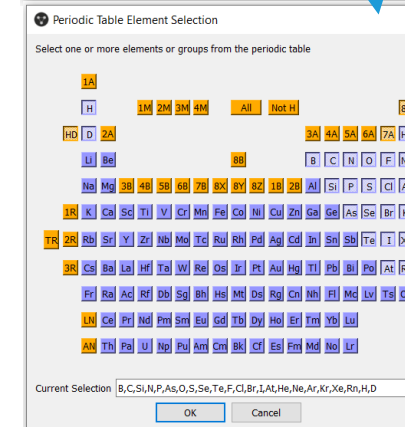 Periodic Table Element Selection
Select one or more elements or groups from the periodic table
1A
H 1M 2M 3M 4M All Not H
HD D 2A 3A 4A 5A 6A 7A
Li Be 8B B C N O F
Na Mg 3B 4B 5B 6B 7B 8X 8Y 8Z 1B 2B Al Si P S Cl
1R K Ca Sc Ti V Cr Mn Fe Co Ni Cu Zn Ga Ge As Se Br
TR 2R Rb Sr Y Zr Nb Mo Tc Ru Rh Pd Ag Cd In Sn Sb Te I
3R Cs Ba La Hf Ta W Re Os Ir Pt Au Hg Tl Pb Bi Po At
Fr Ra Ac Rf Db Sg Bh Hs Mt Ds Rg Cn Nh Fl Mc Lv Ts
LN Ce Pr Nd Pm Sm Eu Gd Tb Dy Ho Er Tm Yb Lu
AN Th Pa U Np Pu Am Cm Bk Cf Es Fm Md No Lr
Current Selection B,C,Si,N,P,As,O,S,Se,Te,F,Cl,Br,I,At,He,Ne,Ar,Kr,Xe,Rn,H,D
OK Cancel